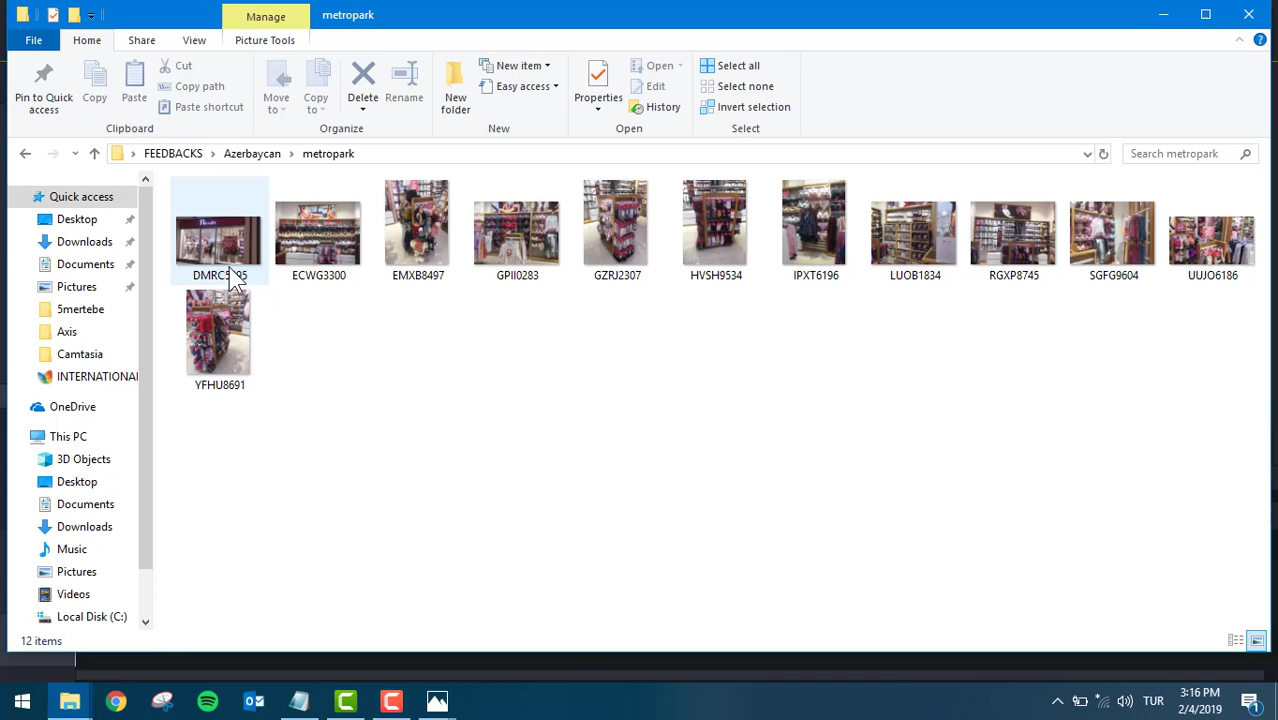 Manage
metropark
File
Home
Share
View
Picture Tools
Pin to Quick access
Copy
Paste
Cut
Copy path
Paste shortcut
Move to
Copy to
Delete
Rename
New folder
New item
Easy access
Properties
Open
Edit
History
Select all
Select none
Invert selection
Clipboard
Organize
New
Open
Select
FEEDBACKS
Azerbaycan
metropark
Search metropark
Quick access
Desktop
Downloads
Documents
Pictures
5mertebe
Axis
Camtasia
INTERNATIONAL
OneDrive
This PC
3D Objects
Desktop
Documents
Downloads
Music
Pictures
Videos
Local Disk (C:)
ECWG3300
EMXB8497
GPII0283
GZRJ2307
HVSH9534
IPXT6196
LUOB1834
RGXP8745
SGFG9604
UUJO6186
YFHU8691
12 items
TUR
3:16 PM
2/4/2019
1